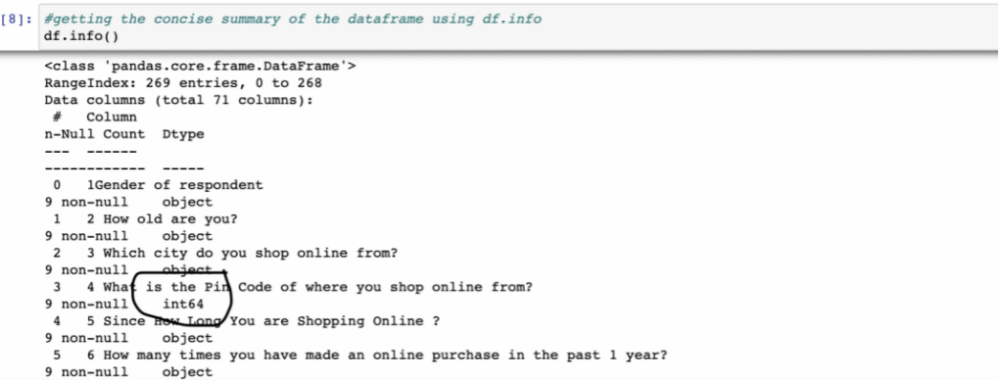 [8]: #getting the concise summary of the dataframe using df.info
df.info()
<class 'pandas.core.frame.DataFrame'>
RangeIndex: 269 entries, 0 to 268
Data columns (total 71 columns):
# Column
n-Null Count Dtype
--- ------
------------ -----
0 1Gender of respondent
9 non-null object
1 2 How old are you?
9 non-null object
2 3 Which city do you shop online from?
9 non-null object
3 4 What is the Pin Code of where you shop online from?
9 non-null int64
4 5 Since How Long You are Shopping Online ?
9 non-null object
5 6 How many times you have made an online purchase in the past 1 year?
9 non-null object